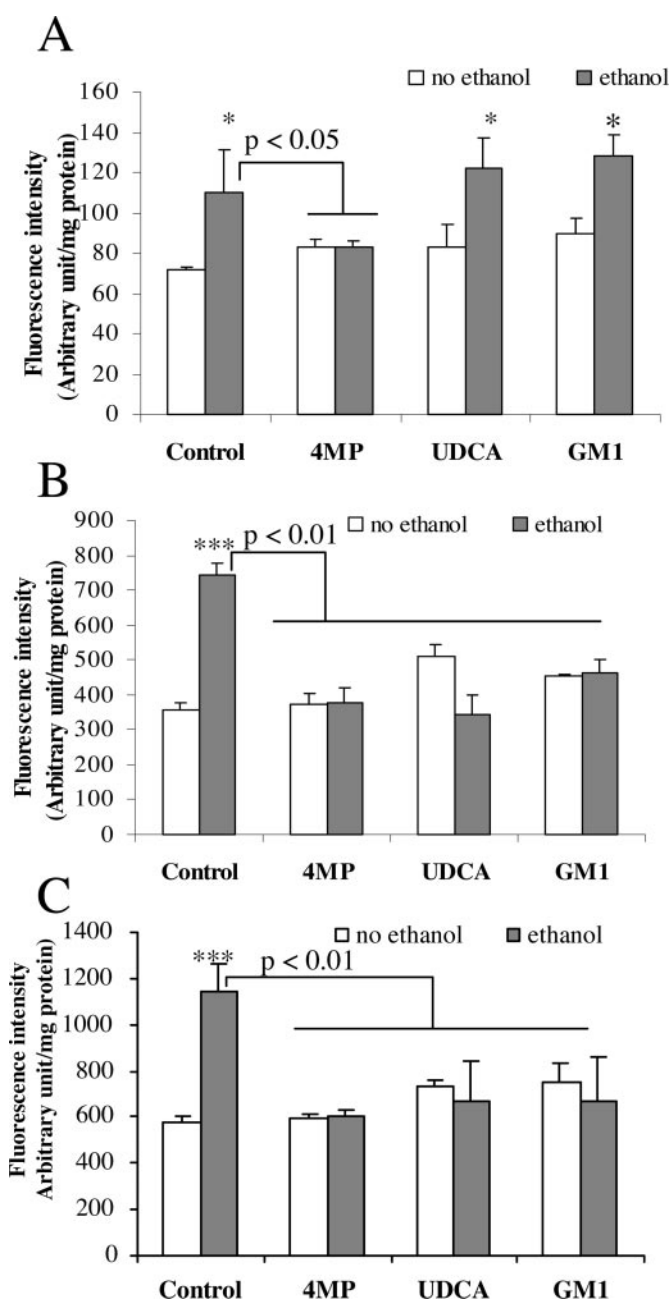 A
no ethanol ethanol
Fluorescence intensity
(Arbitrary unit/mg protein)
160
140
120
100
80
60
40
20
0
*
p < 0.05
*
*
Control 4MP UDCA GM1
B
no ethanol ethanol
Fluorescence intensity
(Arbitrary unit/mg protein)
900
800
700
600
500
400
300
200
100
0
***
p < 0.01
Control 4MP UDCA GM1
C
no ethanol ethanol
Fluorescence intensity
Arbitrary unit/mg protein)
1400
1200
1000
800
600
400
200
0
***
p < 0.01
Control 4MP UDCA GM1